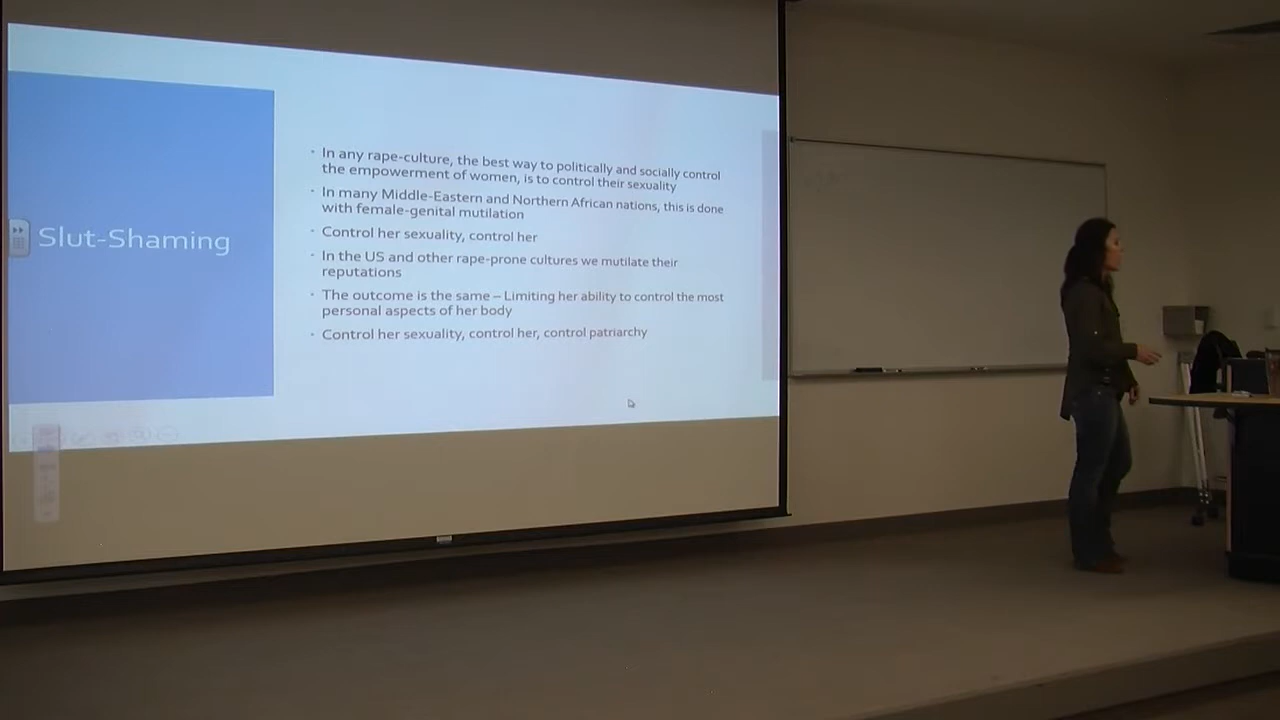 Slut-Shaming
In any rape-culture, the best way to politically and socially control
the empowerment of women, is to control their sexuality
In many Middle-Eastern and Northern African nations, this is done
with female-genital mutilation
Control her sexuality, control her
In the US and other rape-prone cultures we mutilate their
reputations
The outcome is the same – Limiting her ability to control the most
personal aspects of her body
Control her sexuality, control her, control patriarchy